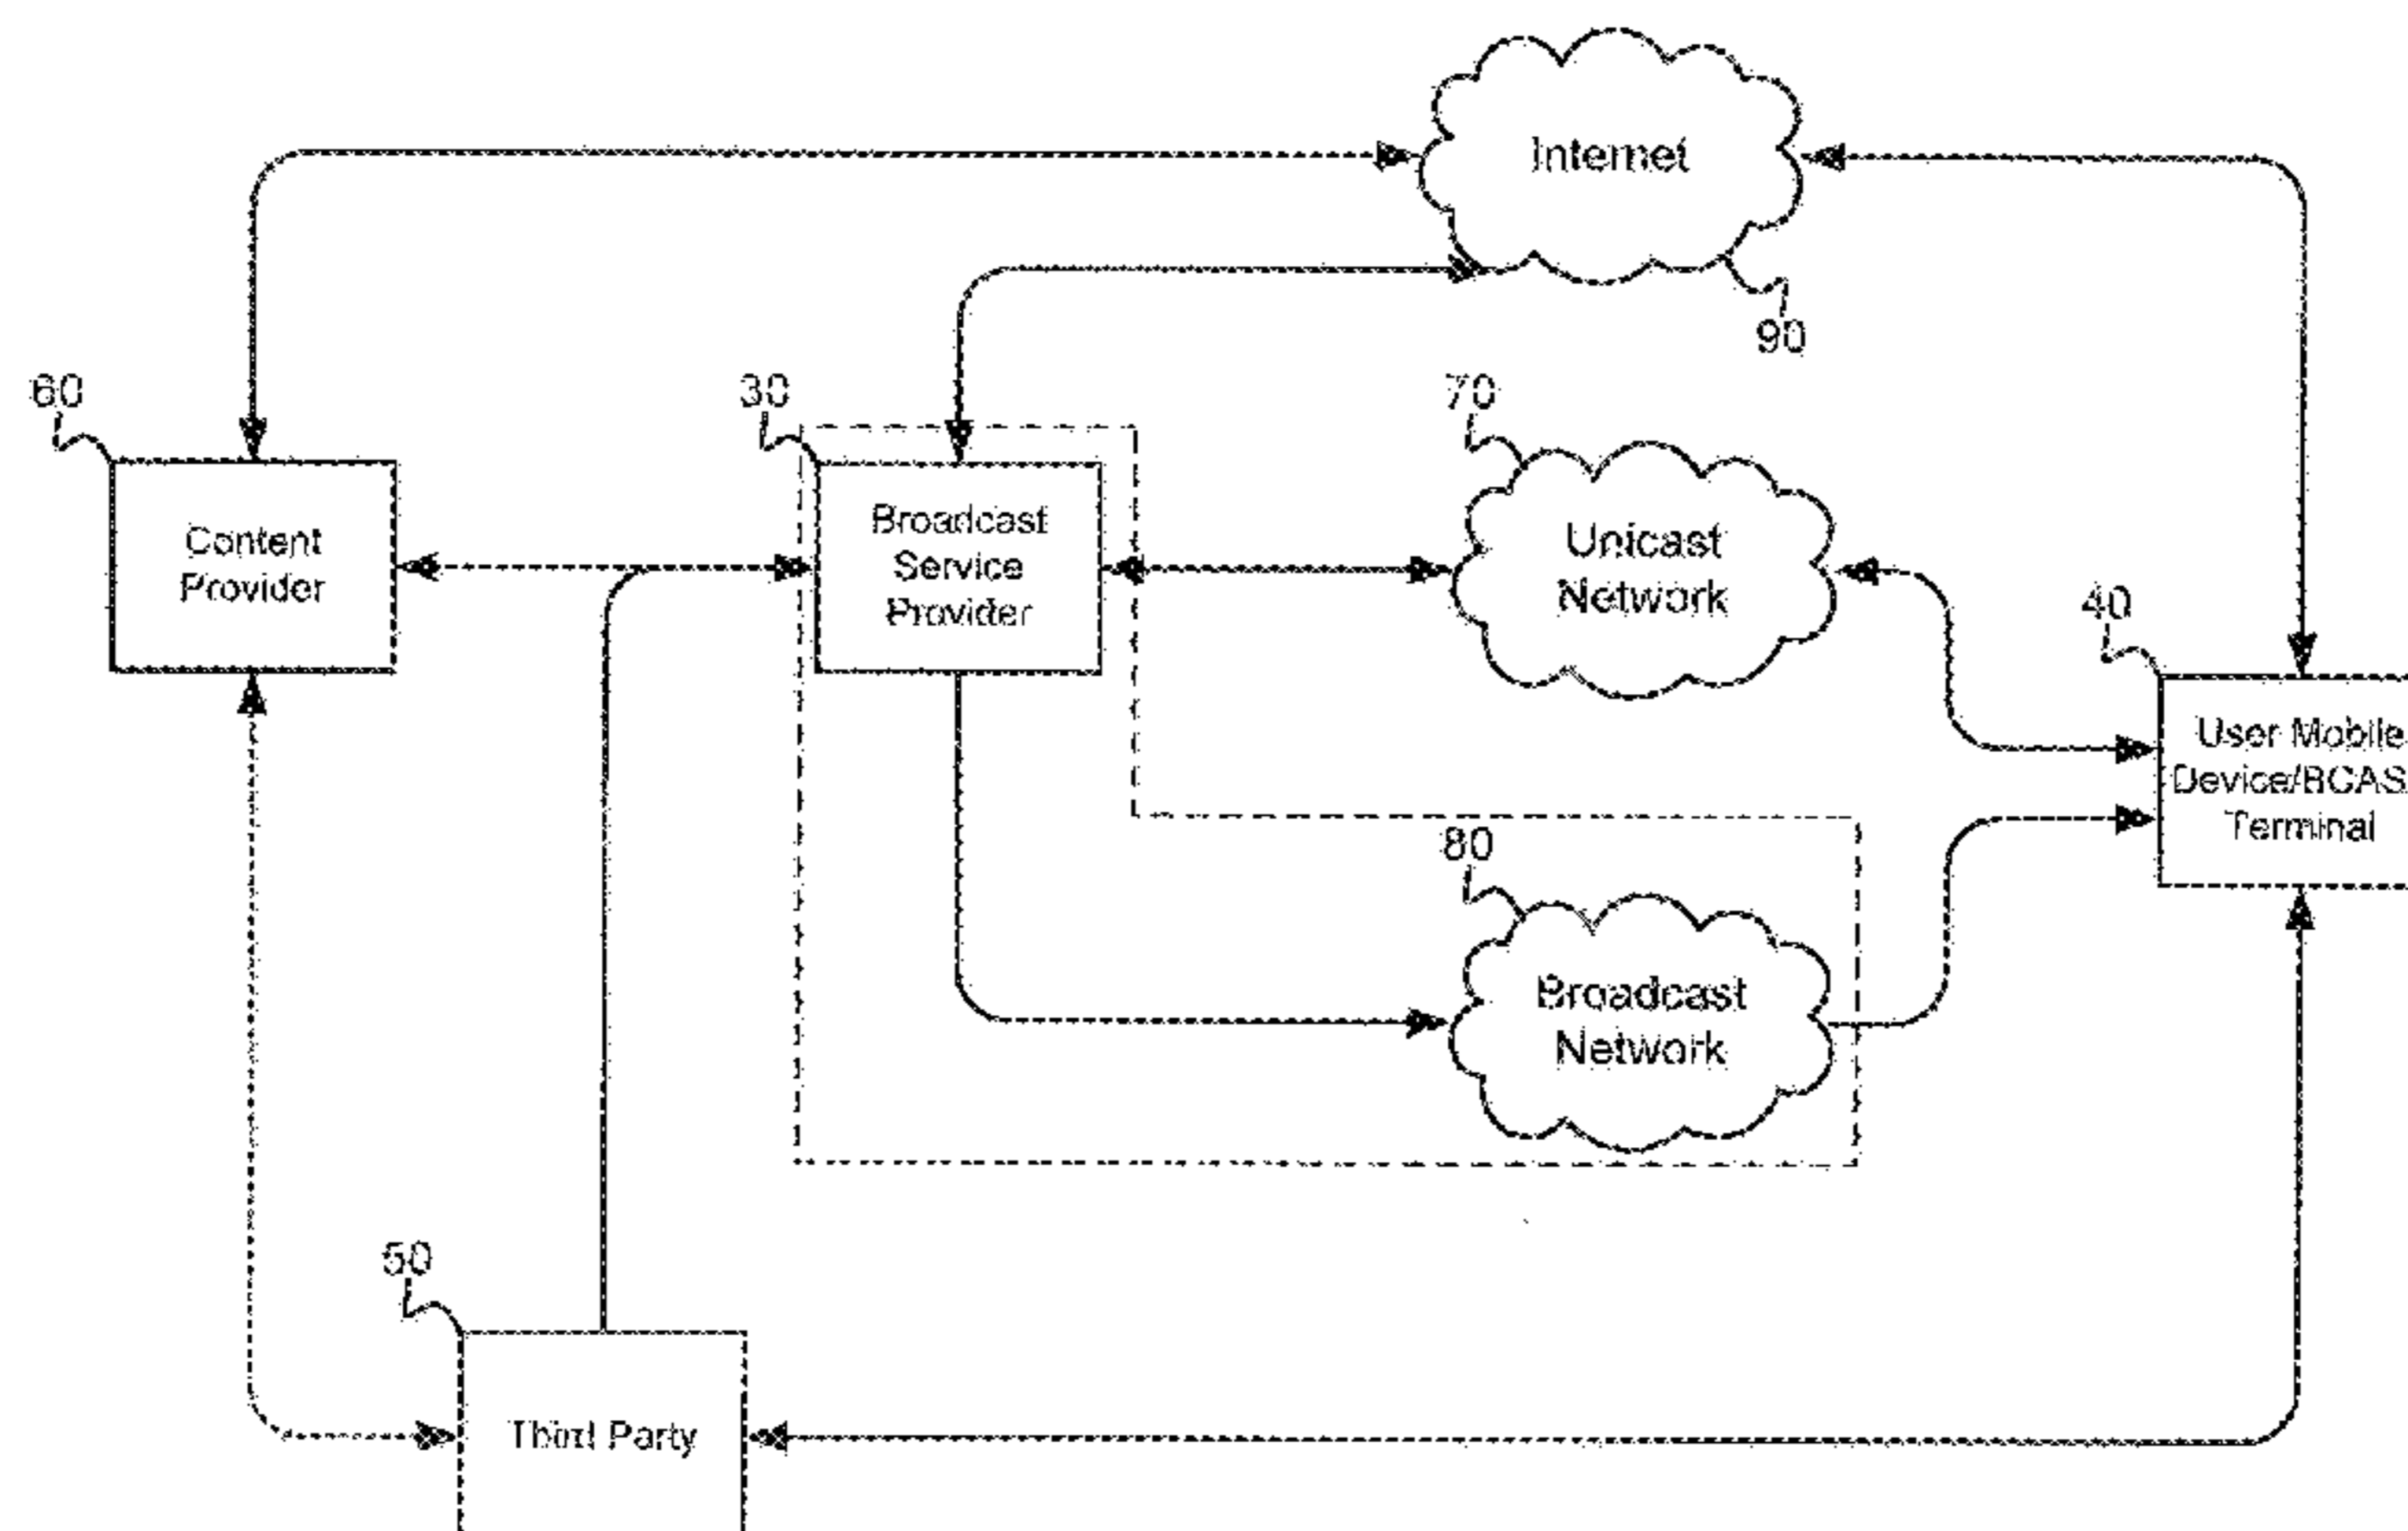 Internet
90
60
30
70
Content
Provider
Broadcast
Service
Provider
Unicast
Network
40
User Mobile
Device/BCAS
Terminal
80
Broadcast
Network
50
Third Party